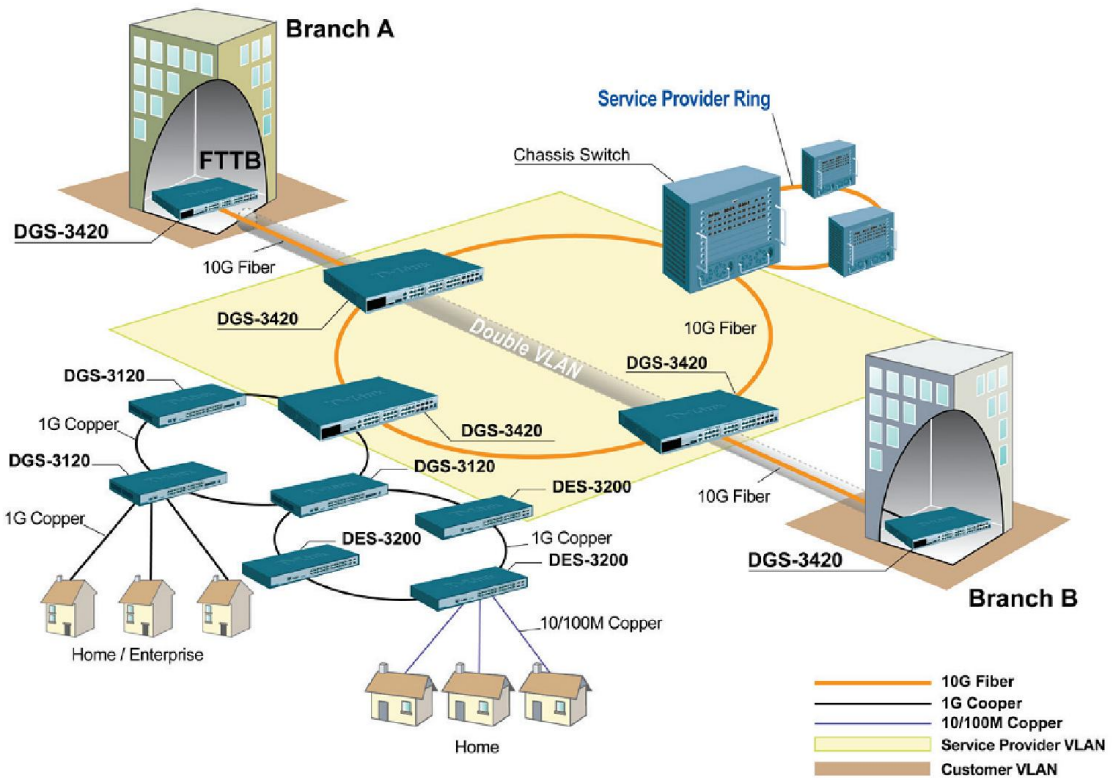 Branch A
Service Provider Ring
Chassis Switch
FTTB
DGS-3420
10G Fiber
DGS-3420
Double VLAN
10G Fiber
DGS-3420
DGS-3120
1G Copper
DGS-3420
DGS-3120
DGS-3120
1G Copper
DES-3200
10G Fiber
1G Copper
DES-3200
DES-3200
DGS-3420
Branch B
10/100M Copper
Home / Enterprise
Home
10G Fiber
1G Cooper
10/100M Copper
Service Provider VLAN
Customer VLAN